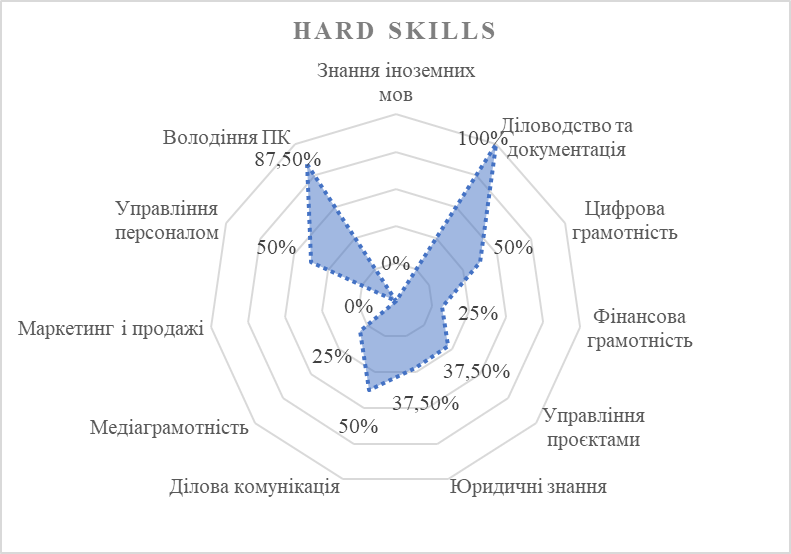 HARD SKILLS
Знання іноземних
мов
0%
Діловодство та
документація
100%
Цифрова
грамотність
50%
Фінансова
грамотність
25%
Управління
проєктами
37,50%
Юридичні знання
37,50%
Ділова комунікація
50%
Медіаграмотність
25%
Маркетинг і продажі
0%
Управління
персоналом
50%
Володіння ПК
87,50%